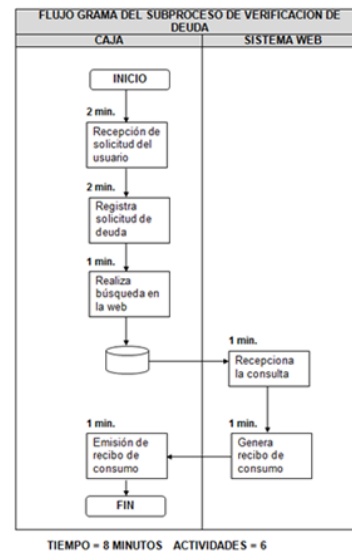 FLUJO GRAMA DEL SUBPROCESO DE VERIFICACION DE
DEUDA
CAJA
SISTEMA WEB
INICIO
2 min.
Recepción de
solicitud del
usuario
2 min.
Registra
solicitud de
deuda
1 min.
Realiza
búsqueda en
la web
1 min.
Recepciona
la consulta
1 min.
Emisión de
recibo de
consumo
1 min.
Genera
recibo de
consumo
FIN
TIEMPO = 8 MINUTOS ACTIVIDADES = 6